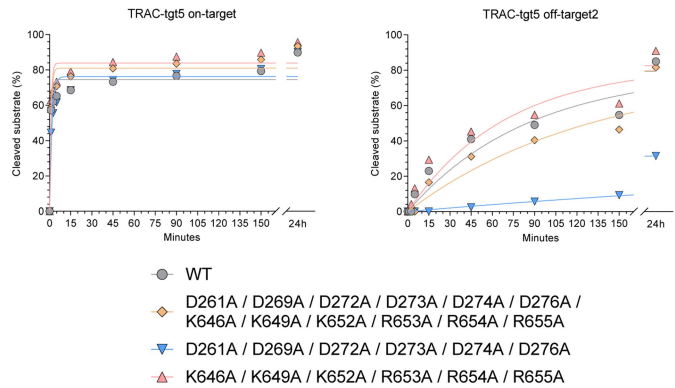 TRAC-tgt5 on-target
TRAC-tgt5 off-target2
Cleaved substrate (%)
100
80
60
40
20
0
0 15 30 45 60 75 90 105 120 135 150 24h
Minutes
Cleaved substrate (%)
100
80
60
40
20
0
0 15 30 45 60 75 90 105 120 135 150 24h
Minutes
WT
D261A / D269A / D272A / D273A / D274A / D276A /
K646A / K649A / K652A / R653A / R654A / R655A
D261A / D269A / D272A / D273A / D274A / D276A
K646A / K649A / K652A / R653A / R654A / R655A